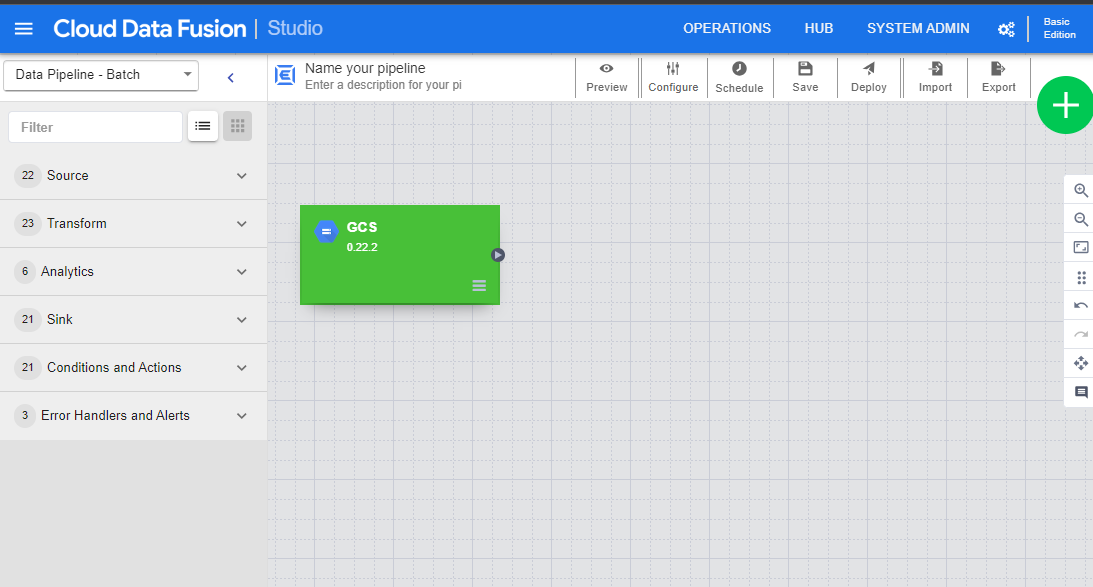 Cloud Data Fusion | Studio
OPERATIONS
HUB
SYSTEM ADMIN
Basic
Edition
Data Pipeline - Batch
Name your pipeline
Enter a description for your pi
Preview
Configure
Schedule
Save
Deploy
Import
Export
Filter
22 Source
23 Transform
6 Analytics
21 Sink
21 Conditions and Actions
3 Error Handlers and Alerts
GCS
0.22.2